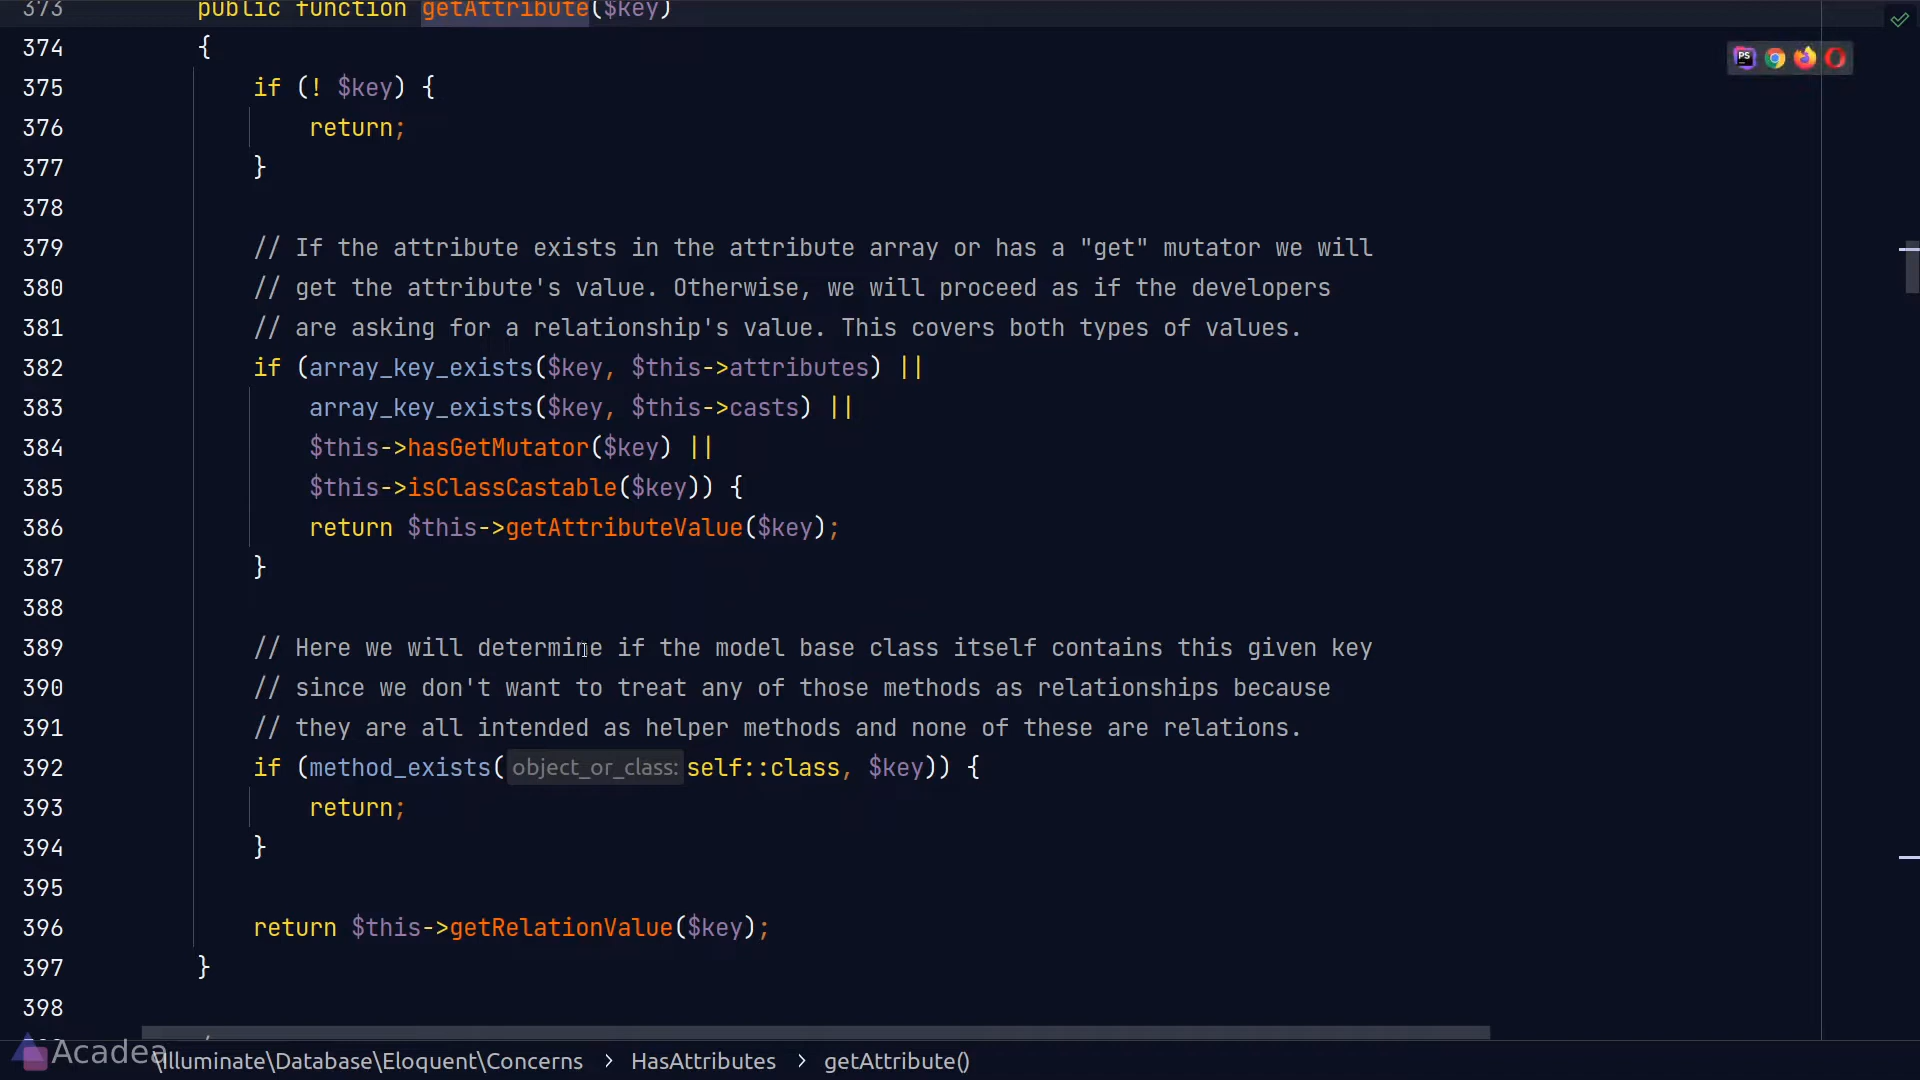 373 public function getAttribute($key)
374 {
375 if (! $key) {
376 return;
377 }
378
379 // If the attribute exists in the attribute array or has a "get" mutator we will
380 // get the attribute's value. Otherwise, we will proceed as if the developers
381 // are asking for a relationship's value. This covers both types of values.
382 if (array_key_exists($key, $this->attributes) ||
383 array_key_exists($key, $this->casts) ||
384 $this->hasGetMutator($key) ||
385 $this->isClassCastable($key)) {
386 return $this->getAttributeValue($key);
387 }
388
389 // Here we will determine if the model base class itself contains this given key
390 // since we don't want to treat any of those methods as relationships because
391 // they are all intended as helper methods and none of these are relations.
392 if (method_exists( object_or_class: self::class, $key)) {
393 return;
394 }
395
396 return $this->getRelationValue($key);
397 }
398
PS
Acadea
\Illuminate\Database\Eloquent\Concerns > HasAttributes > getAttribute()